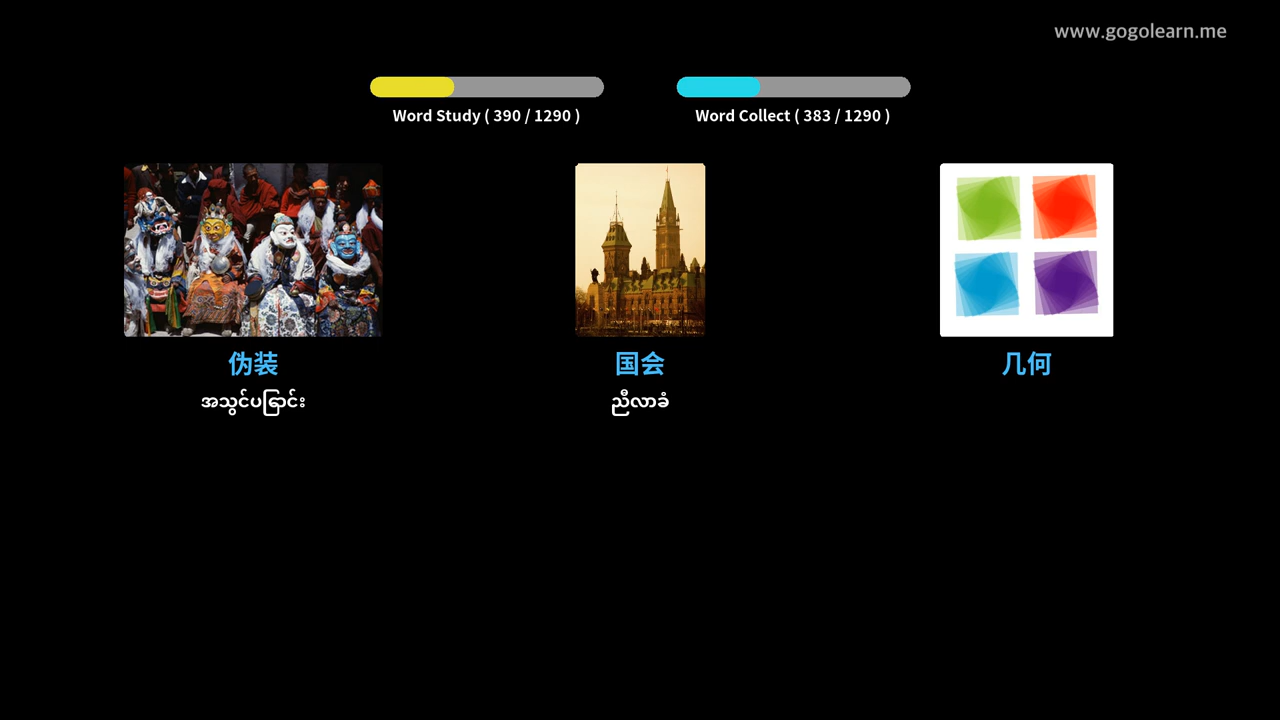 www.gogolearn.me
Word Study ( 390 / 1290 )
Word Collect ( 383 / 1290 )
伪装
国会
几何
အသွင်ပြောင်း
ညီလာခံ